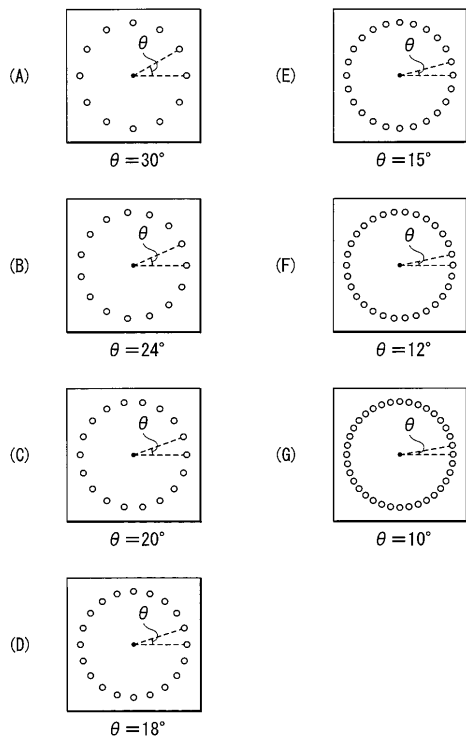 (A)
θ
θ=30°
(B)
θ
θ=24°
(C)
θ
θ=20°
(D)
θ
θ=18°
(E)
θ
θ=15°
(F)
θ
θ=12°
(G)
θ
θ=10°